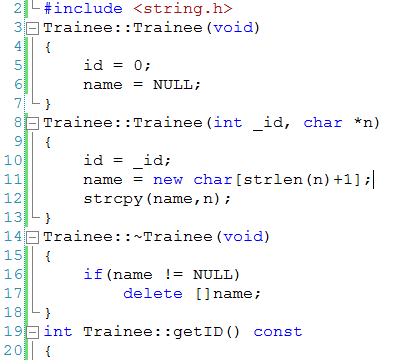 2 #include <string.h>
3 Trainee::Trainee(void)
4 {
5 id = 0;
6 name = NULL;
7 }
8 Trainee::Trainee(int _id, char *n)
9 {
10 id = _id;
11 name = new char[strlen(n)+1];
12 strcpy(name,n);
13 }
14 Trainee::~Trainee(void)
15 {
16 if(name != NULL)
17 delete []name;
18 }
19 int Trainee::getID() const
20 {